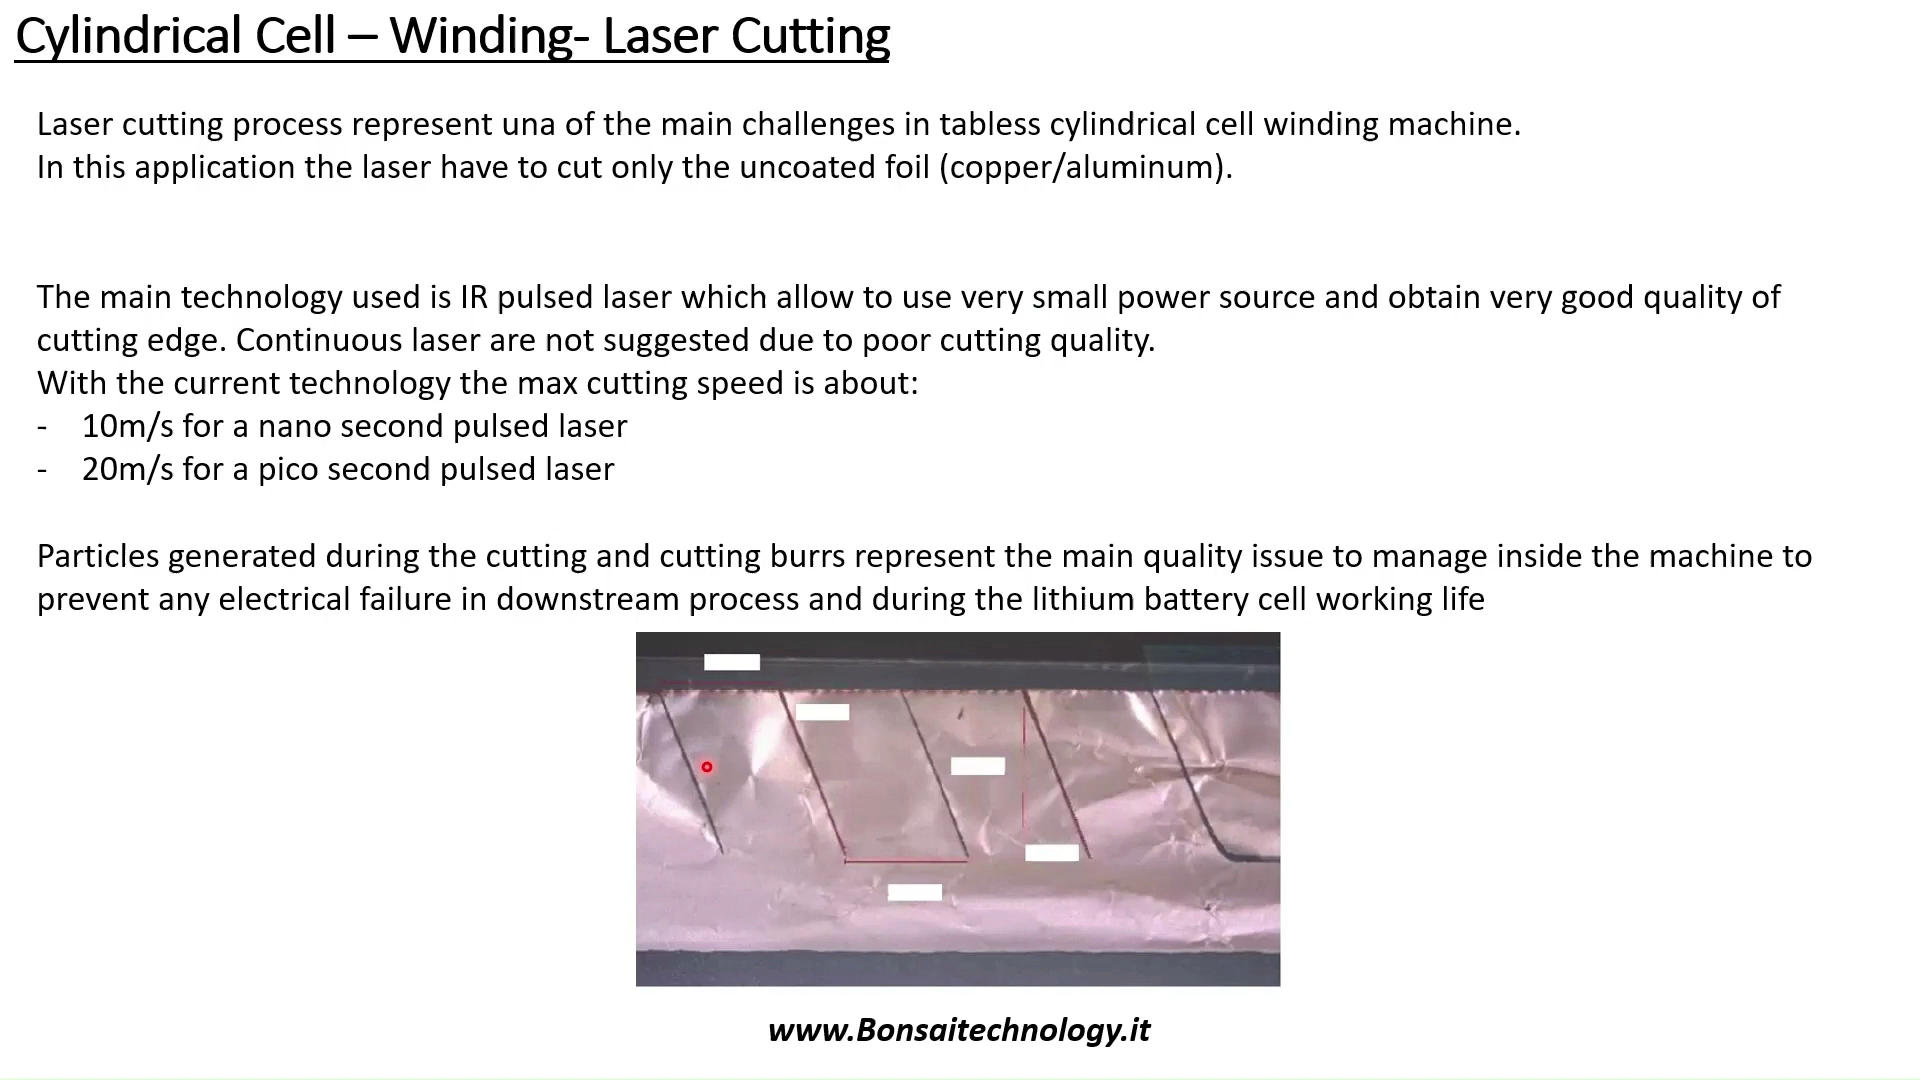 Cylindrical Cell – Winding- Laser Cutting
Laser cutting process represent una of the main challenges in tabless cylindrical cell winding machine.
In this application the laser have to cut only the uncoated foil (copper/aluminum).
The main technology used is IR pulsed laser which allow to use very small power source and obtain very good quality of
cutting edge. Continuous laser are not suggested due to poor cutting quality.
With the current technology the max cutting speed is about:
- 10m/s for a nano second pulsed laser
- 20m/s for a pico second pulsed laser
Particles generated during the cutting and cutting burrs represent the main quality issue to manage inside the machine to
prevent any electrical failure in downstream process and during the lithium battery cell working life
www.Bonsaitechnology.it